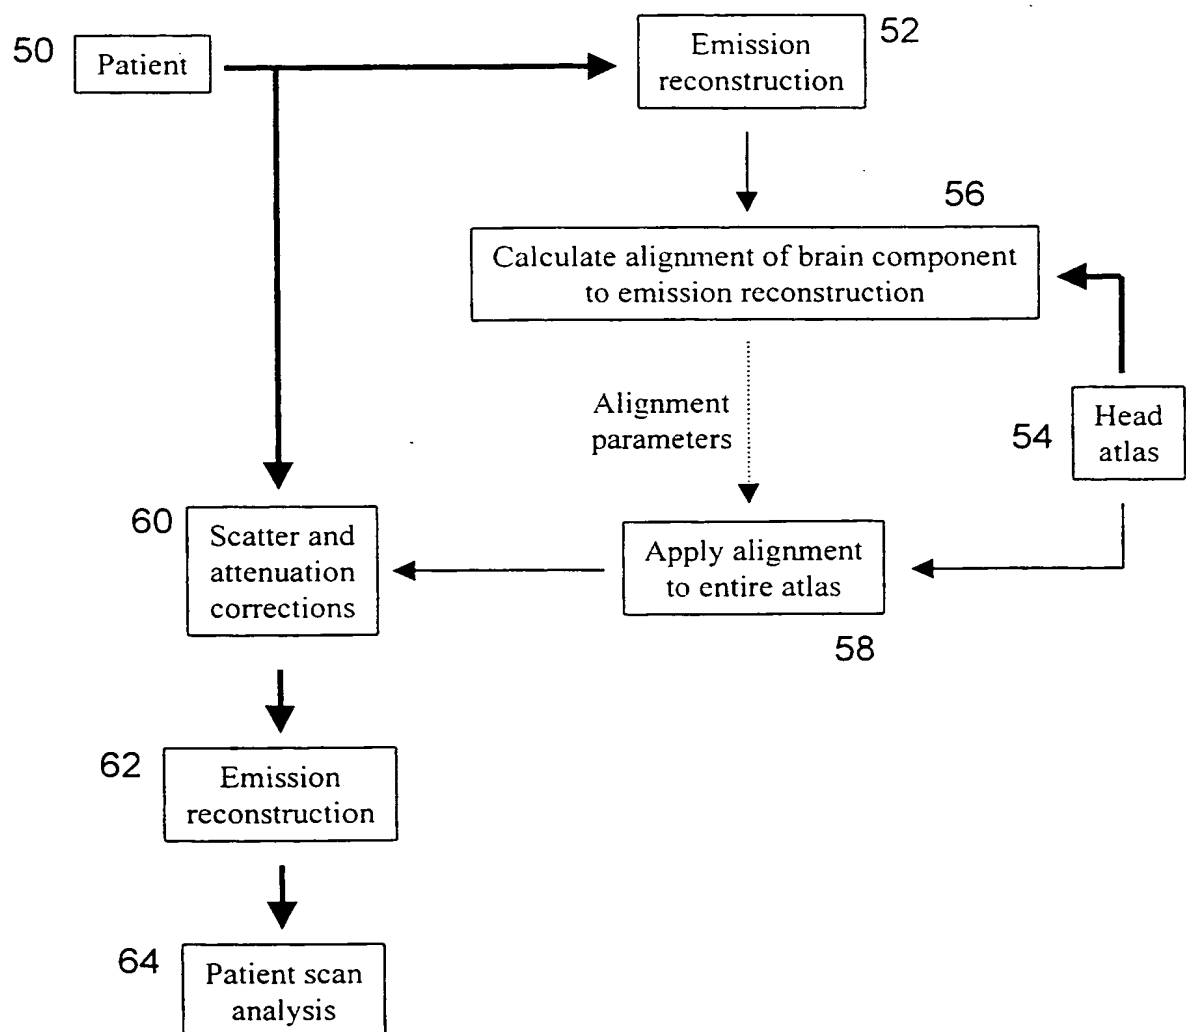 50
Patient
Emission
reconstruction
52
56
Calculate alignment of brain component
to emission reconstruction
Alignment
parameters
54
Head
atlas
60
Scatter and
attenuation
corrections
Apply alignment
to entire atlas
58
62
Emission
reconstruction
64
Patient scan
analysis